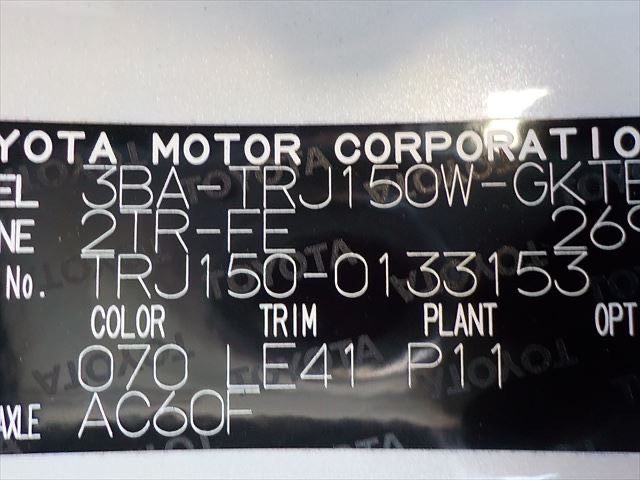 YOTA MOTOR CORPORATIO
EL 3BA-TRJ150W-GKTE
NE 2TR-FE 269
No. TRJ150-0133153
COLOR TRIM PLANT OPT
070 LE41 P11
AXLE AC60F